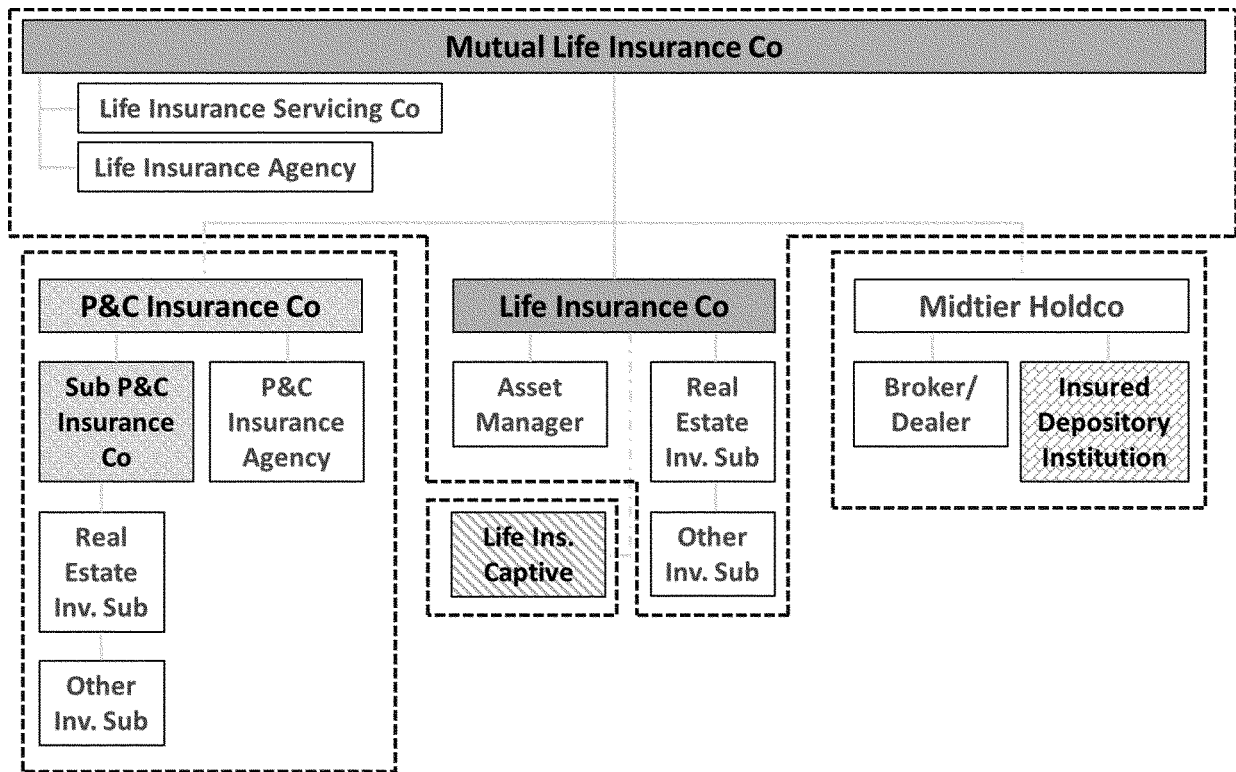 Mutual Life Insurance Co
Life Insurance Servicing Co
Life Insurance Agency
P&C Insurance Co
Sub P&C
Insurance
Co
P&C
Insurance
Agency
Real
Estate
Inv. Sub
Other
Inv. Sub
Life Insurance Co
Asset
Manager
Real
Estate
Inv. Sub
Life Ins.
Captive
Other
Inv. Sub
Midtier Holdco
Broker/
Dealer
Insured
Depository
Institution